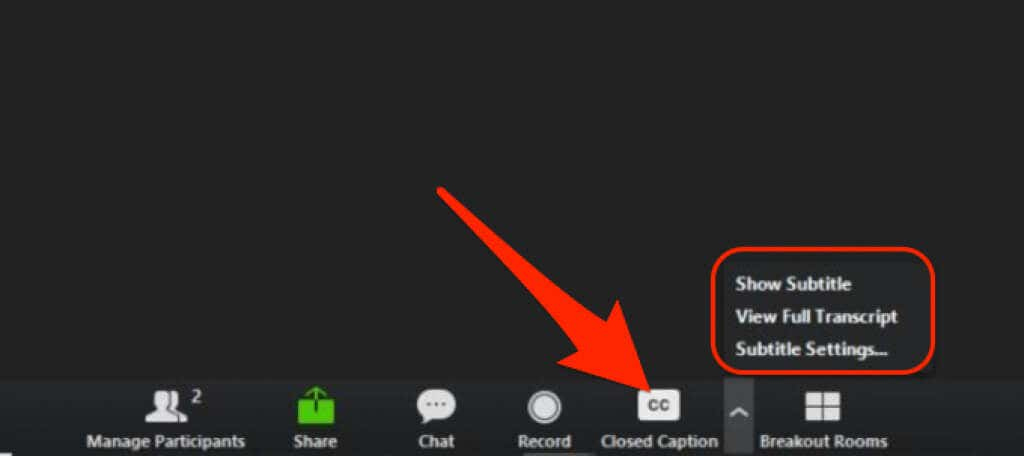 Show Subtitle
View Full Transcript
Subtitle Settings...
2
CC
Manage Participants
Share
Chat
Record
Closed Caption
Breakout Rooms